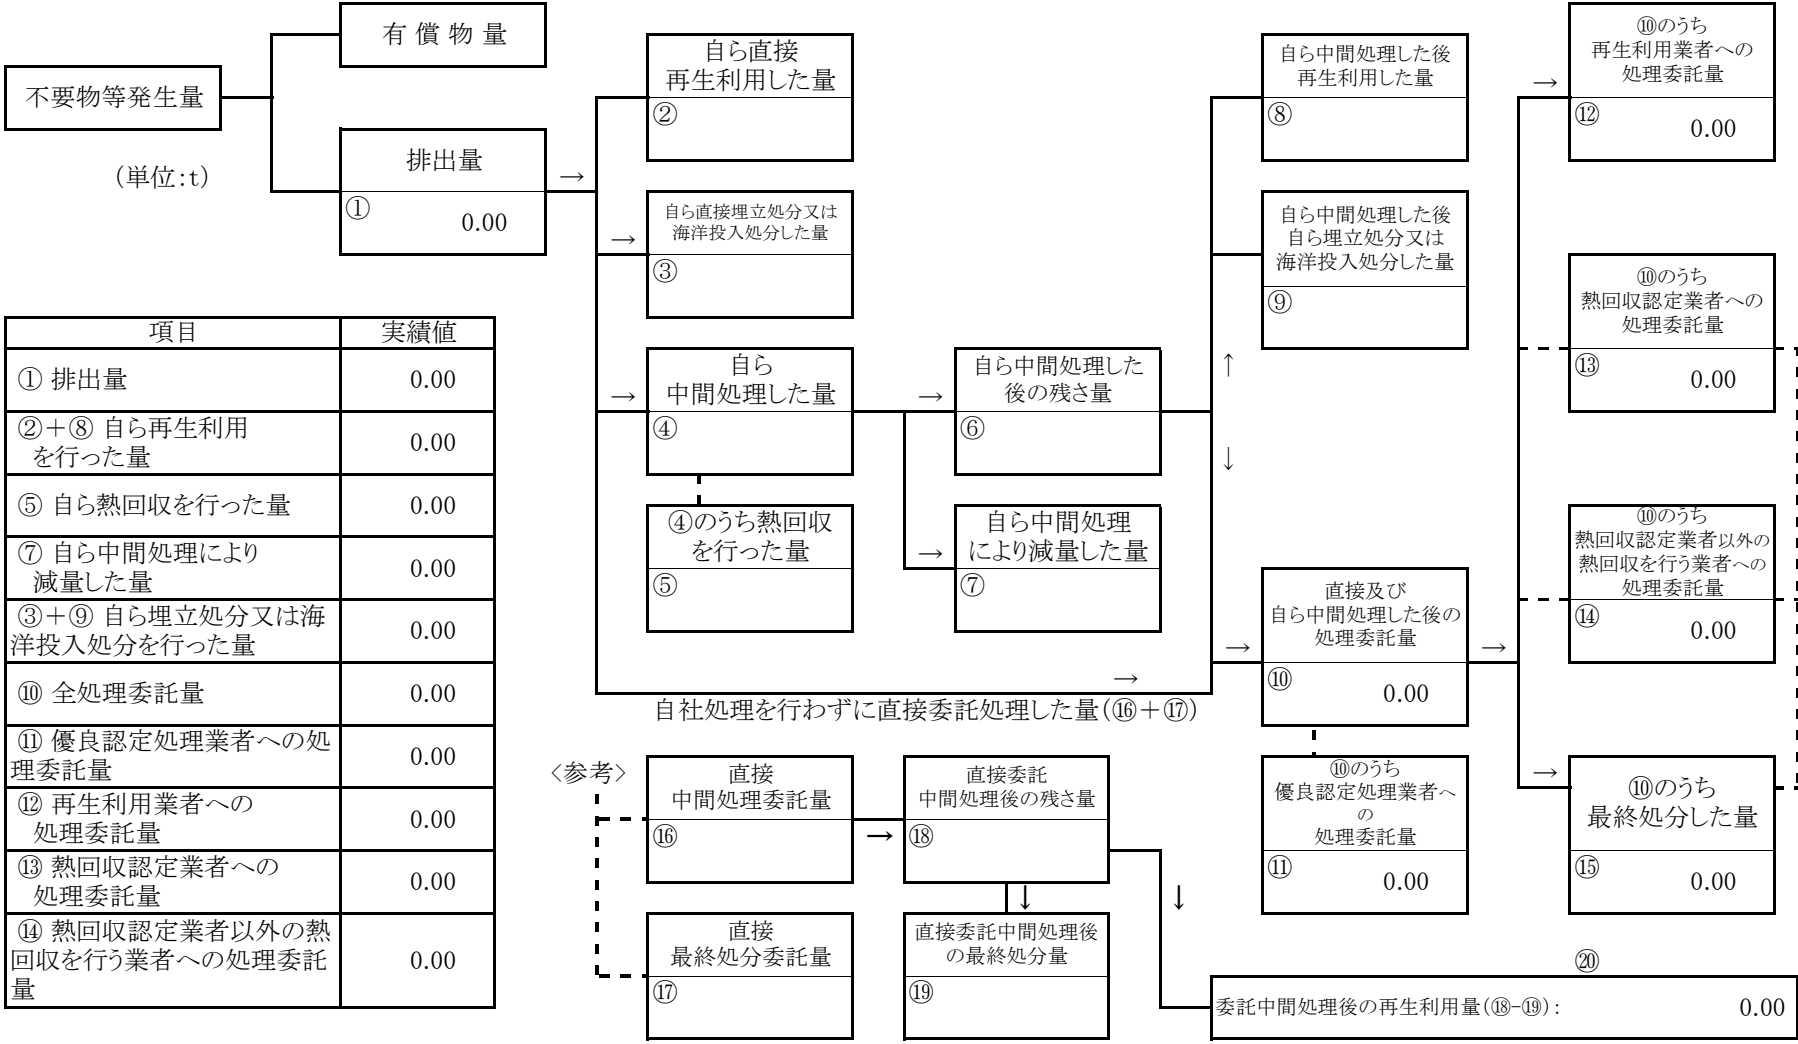 有 償 物 量
不要物等発生量
(単位:t)
排出量
①
0.00
→
自ら直接
再生利用した量
②
自ら直接埋立処分又は
海洋投入処分した量
→
③
自ら
中間処理した量
→
④
④のうち熱回収
を行った量
⑤
自ら中間処理した
後の残さ量
→
⑥
自ら中間処理
により減量した量
→
⑦
自ら中間処理した後
再生利用した量
⑧
自ら中間処理した後
自ら埋立処分又は
海洋投入処分した量
⑨
↑
↓
直接及び
自ら中間処理した後の
処理委託量
→
⑩
0.00
→
自社処理を行わずに直接委託処理した量(⑯+⑰)
→
⑩のうち
優良認定処理業者へ
の
処理委託量
⑪
0.00
⑩のうち
再生利用業者への
処理委託量
→
⑫
0.00
⑩のうち
熱回収認定業者への
処理委託量
⑬
0.00
⑩のうち
熱回収認定業者以外の
熱回収を行う業者への
処理委託量
⑭
0.00
⑩のうち
最終処分した量
→
⑮
0.00
項目 実績値
① 排出量 0.00
②+⑧ 自ら再生利用
を行った量
0.00
⑤ 自ら熱回収を行った量 0.00
⑦ 自ら中間処理により
減量した量
0.00
③+⑨ 自ら埋立処分又は海
洋投入処分を行った量
0.00
⑩ 全処理委託量 0.00
⑪ 優良認定処理業者への処
理委託量
0.00
⑫ 再生利用業者への
処理委託量
0.00
⑬ 熱回収認定業者への
処理委託量
0.00
⑭ 熱回収認定業者以外の熱
回収を行う業者への処理委託
量
0.00
<参考>
直接
中間処理委託量
⑯
→
直接委託
中間処理後の残さ量
⑱
↓
↓
直接
最終処分委託量
⑰
直接委託中間処理後
の最終処分量
⑲
⑳
委託中間処理後の再生利用量(⑱-⑲): 0.00